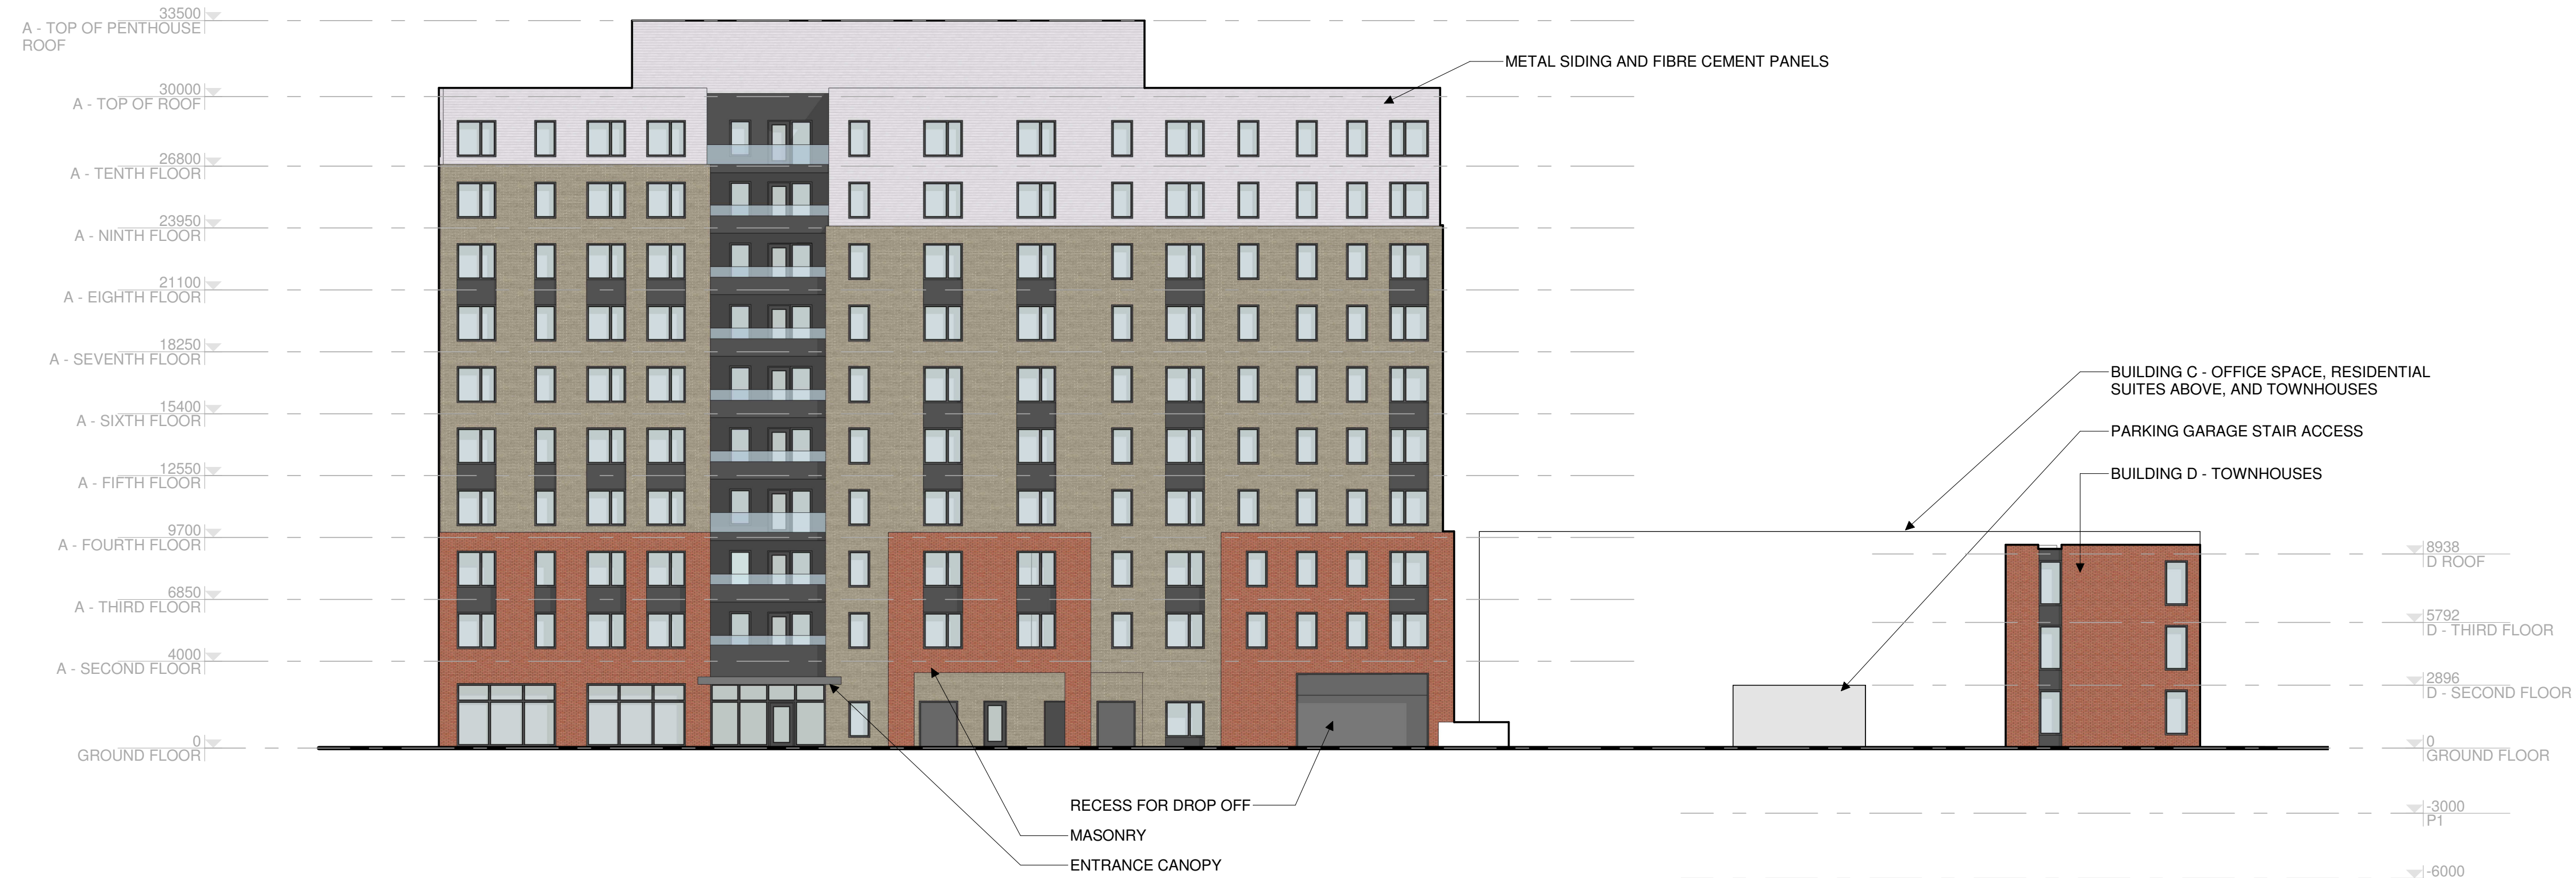 33500
A - TOP OF PENTHOUSE
ROOF
METAL SIDING AND FIBRE CEMENT PANELS
30000
A - TOP OF ROOF
26800
A - TENTH FLOOR
23950
A - NINTH FLOOR
21100
A - EIGHTH FLOOR
18250
A - SEVENTH FLOOR
15400
A - SIXTH FLOOR
12550
A - FIFTH FLOOR
9700
A - FOURTH FLOOR
6850
A - THIRD FLOOR
4000
A - SECOND FLOOR
0
GROUND FLOOR
BUILDING C - OFFICE SPACE, RESIDENTIAL
SUITES ABOVE, AND TOWNHOUSES
PARKING GARAGE STAIR ACCESS
BUILDING D - TOWNHOUSES
8938
D ROOF
5792
D - THIRD FLOOR
2896
D - SECOND FLOOR
0
GROUND FLOOR
RECESS FOR DROP OFF
MASONRY
ENTRANCE CANOPY
-3000
P1
-6000